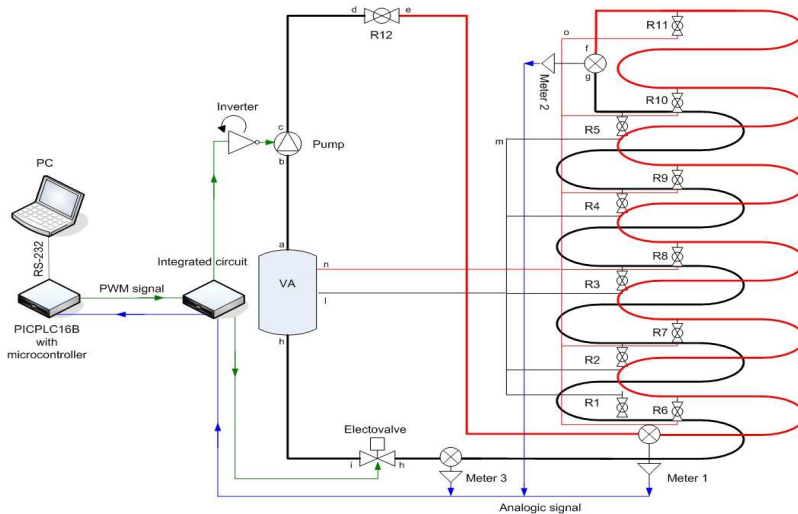 d
e
R12
o
R11
f
g
Meter 2
Inverter
R10
c
R5
Pump
m
PC
b
R9
R4
RS-232
Integrated circuit
a
n
R8
PWM signal
VA
l
R3
PICPLC16B
with
microcontroller
h
R7
R2
R1
R6
Electovalve
i
h
Meter 3
Meter 1
Analogic signal